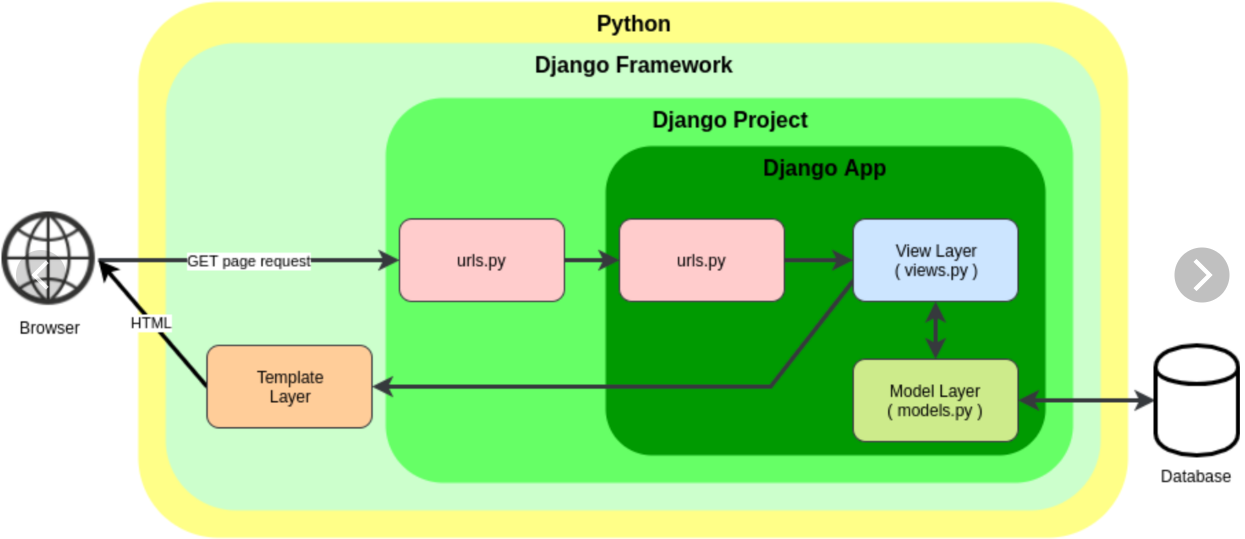 Python
Django Framework
Django Project
Django App
GET page request
urls.py
urls.py
View Layer
( views.py )
Browser
HTML
Template
Layer
Model Layer
( models.py )
Database